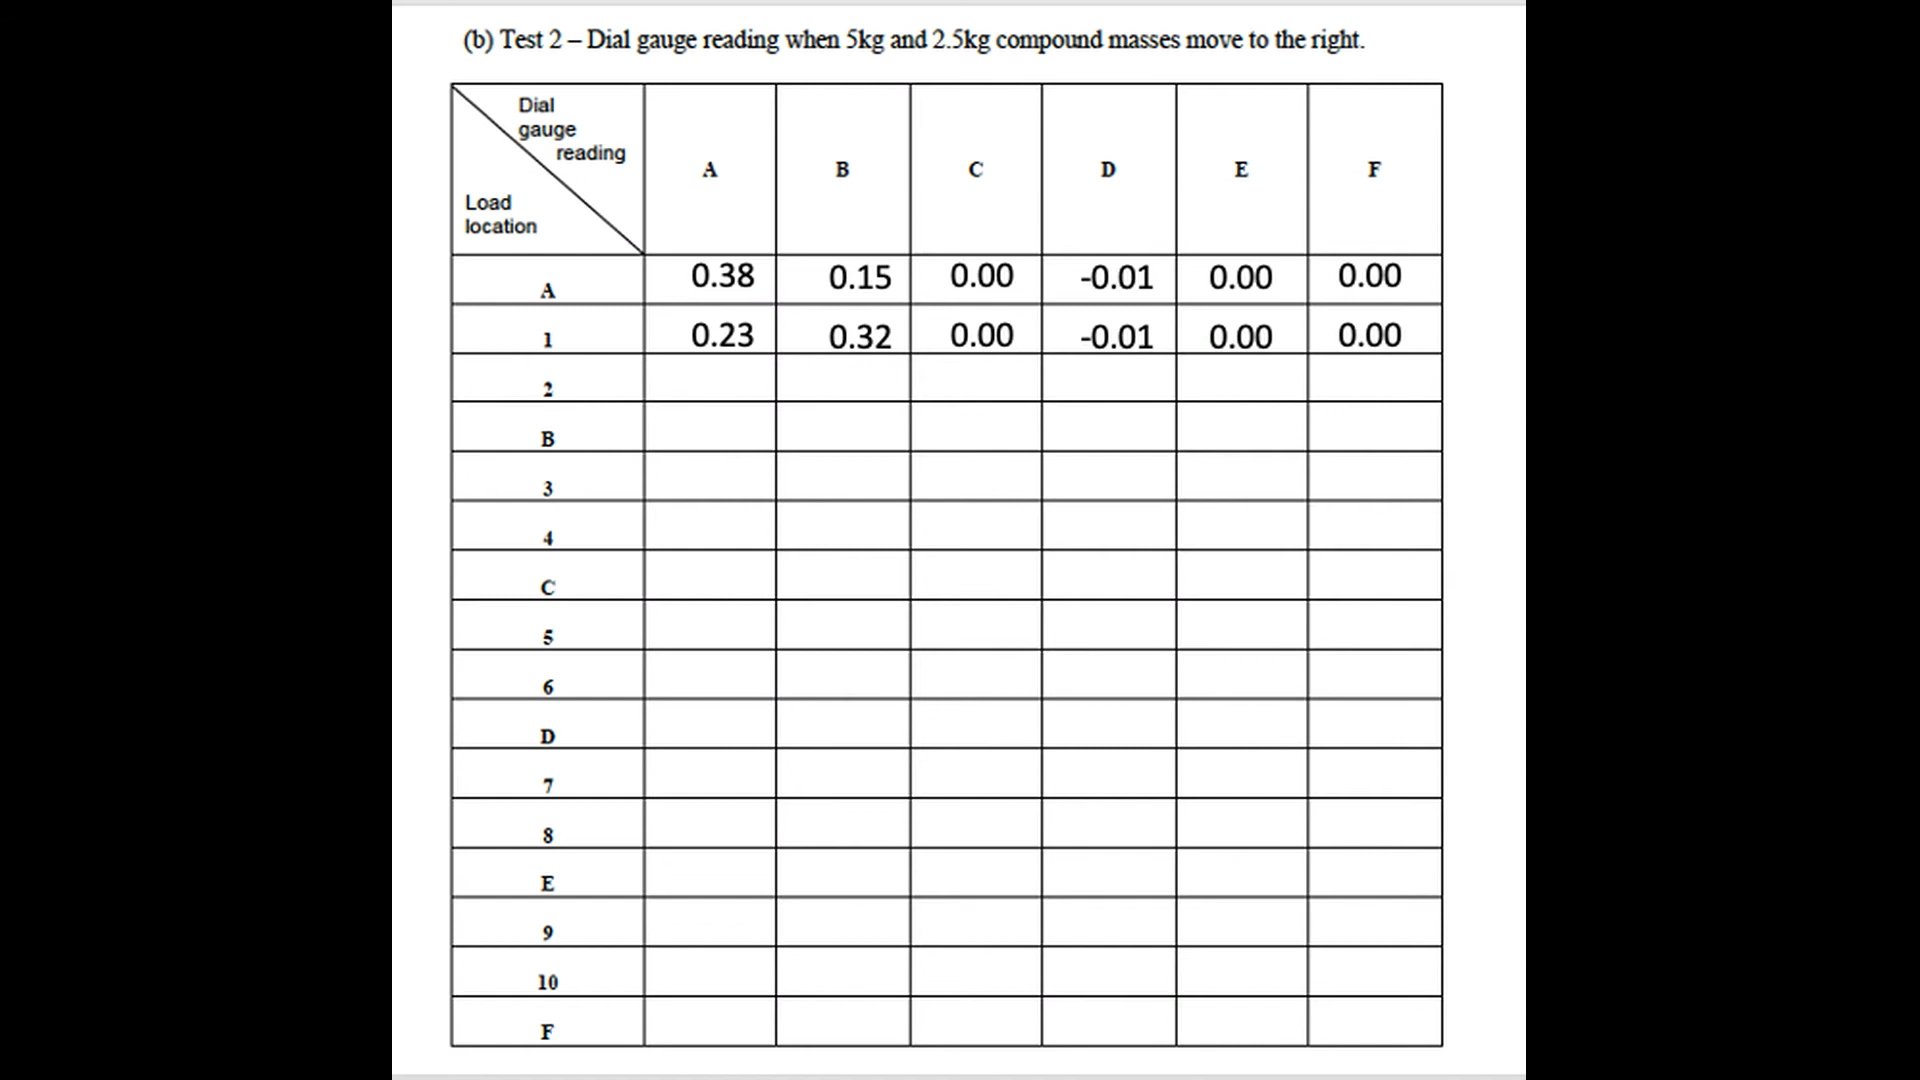 (b) Test 2 – Dial gauge reading when 5kg and 2.5kg compound masses move to the right.
Dial
gauge
reading
Load
location
A B C D E F
A 0.38 0.15 0.00 -0.01 0.00 0.00
1 0.23 0.32 0.00 -0.01 0.00 0.00
2
B
3
4
C
5
6
D
7
8
E
9
10
F